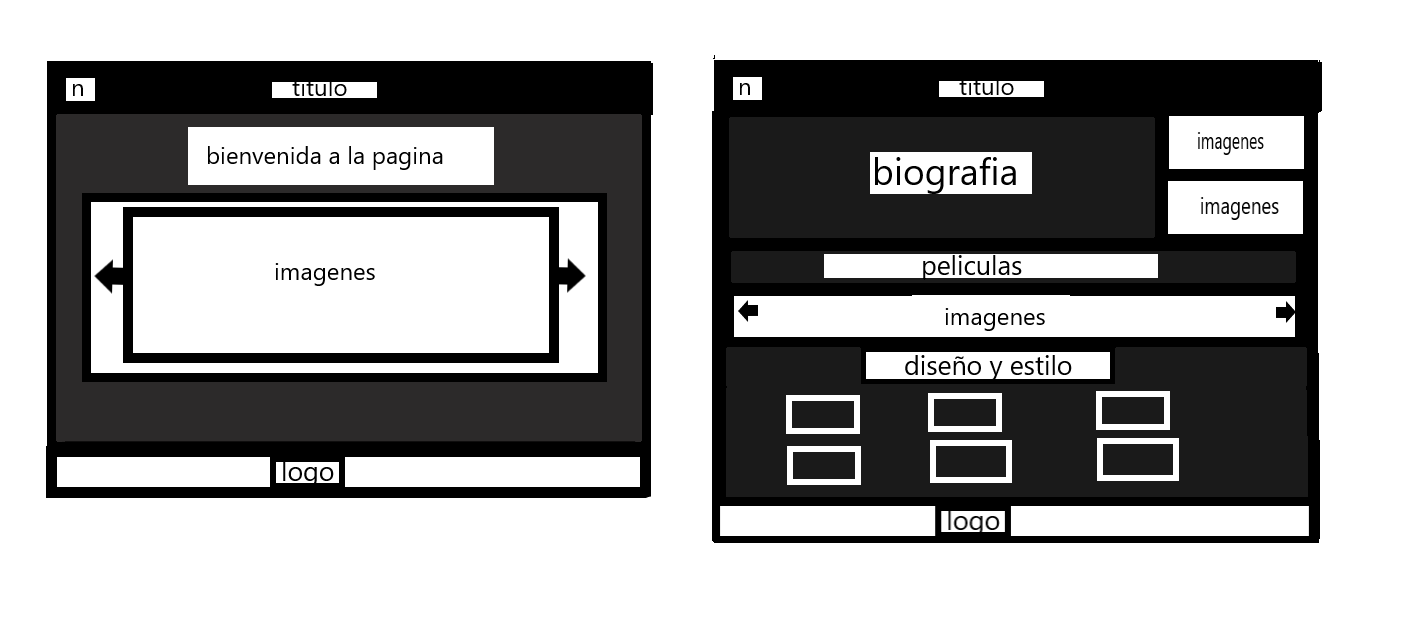 n
titulo
bienvenida a la pagina
imagenes
logo
n
titulo
biografia
imagenes
imagenes
peliculas
imagenes
diseño y estilo
logo